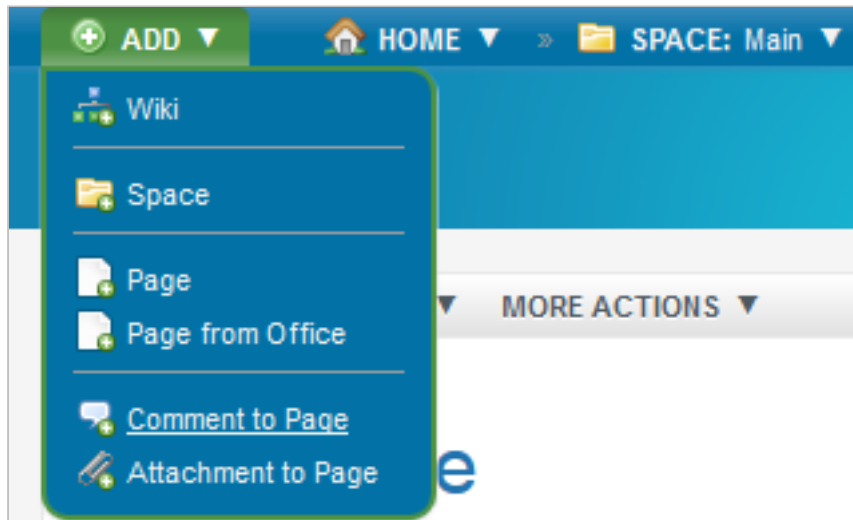 ADD ▼ HOME ▼ » SPACE: Main ▼
Wiki
Space
Page
Page from Office
▼ MORE ACTIONS ▼
Comment to Page
Attachment to Page
e